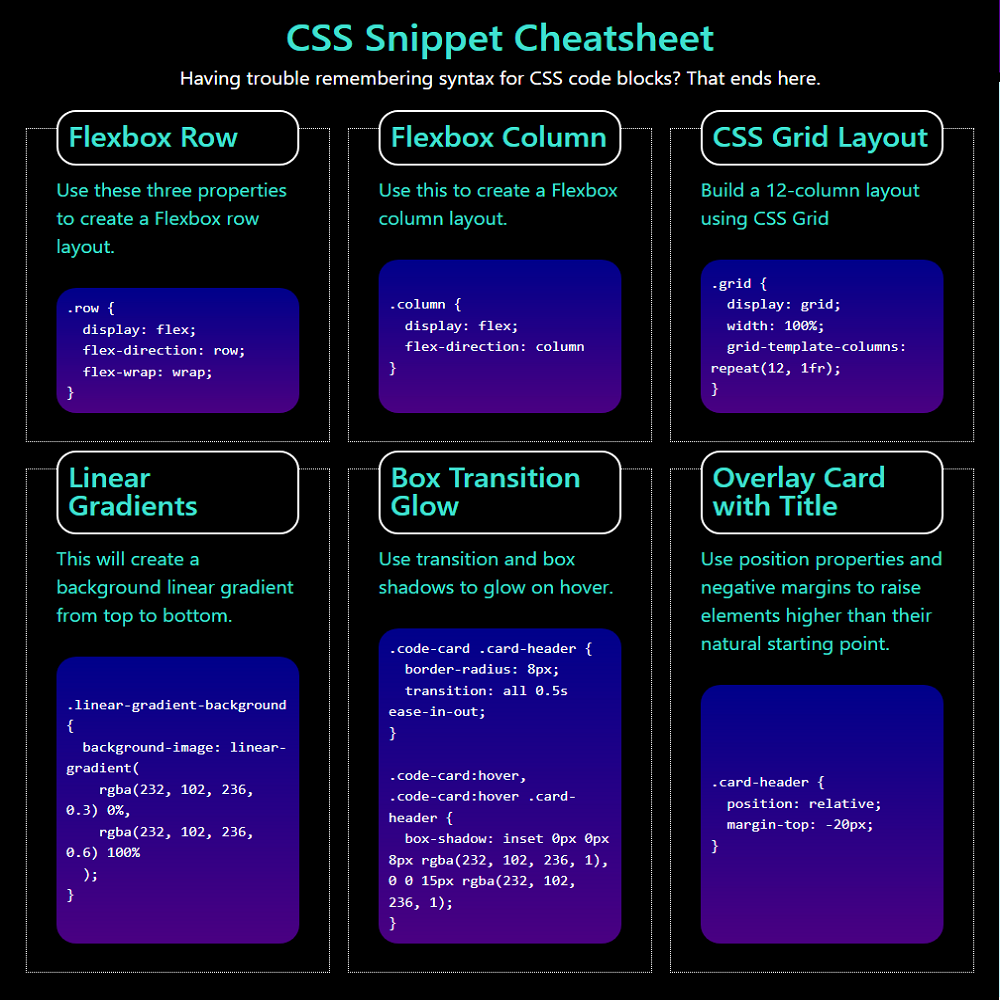 CSS Snippet Cheatsheet
Having trouble remembering syntax for CSS code blocks? That ends here.
Flexbox Row
Use these three properties
to create a Flexbox row
layout.
.row {
  display: flex;
  flex-direction: row;
  flex-wrap: wrap;
}
Flexbox Column
Use this to create a Flexbox
column layout.
.column {
  display: flex;
  flex-direction: column
}
CSS Grid Layout
Build a 12-column layout
using CSS Grid
.grid {
  display: grid;
  width: 100%;
  grid-template-columns:
repeat(12, 1fr);
}
Linear
Gradients
This will create a
background linear gradient
from top to bottom.
.linear-gradient-background
{
  background-image: linear-
gradient(
    rgba(232, 102, 236,
0.3) 0%,
    rgba(232, 102, 236,
0.6) 100%
  );
}
Box Transition
Glow
Use transition and box
shadows to glow on hover.
.code-card .card-header {
  border-radius: 8px;
  transition: all 0.5s
ease-in-out;
}
.code-card:hover,
.code-card:hover .card-
header {
  box-shadow: inset 0px 0px
8px rgba(232, 102, 236, 1),
0 0 15px rgba(232, 102,
236, 1);
}
Overlay Card
with Title
Use position properties and
negative margins to raise
elements higher than their
natural starting point.
.card-header {
  position: relative;
  margin-top: -20px;
}